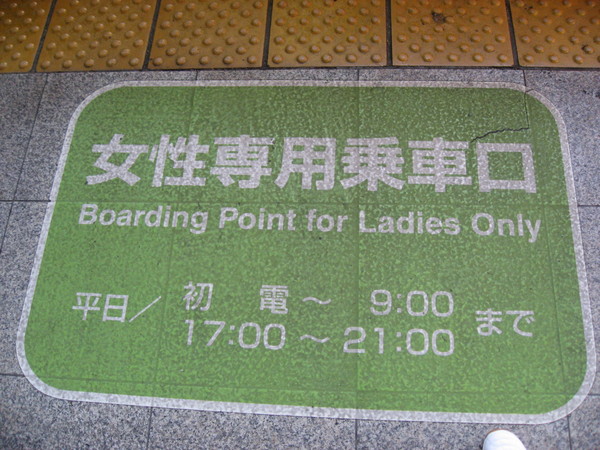 女性専用乗車口
Boarding Point for Ladies Only
平日／ 初 電～ 9:00
17:00～21:00 まで